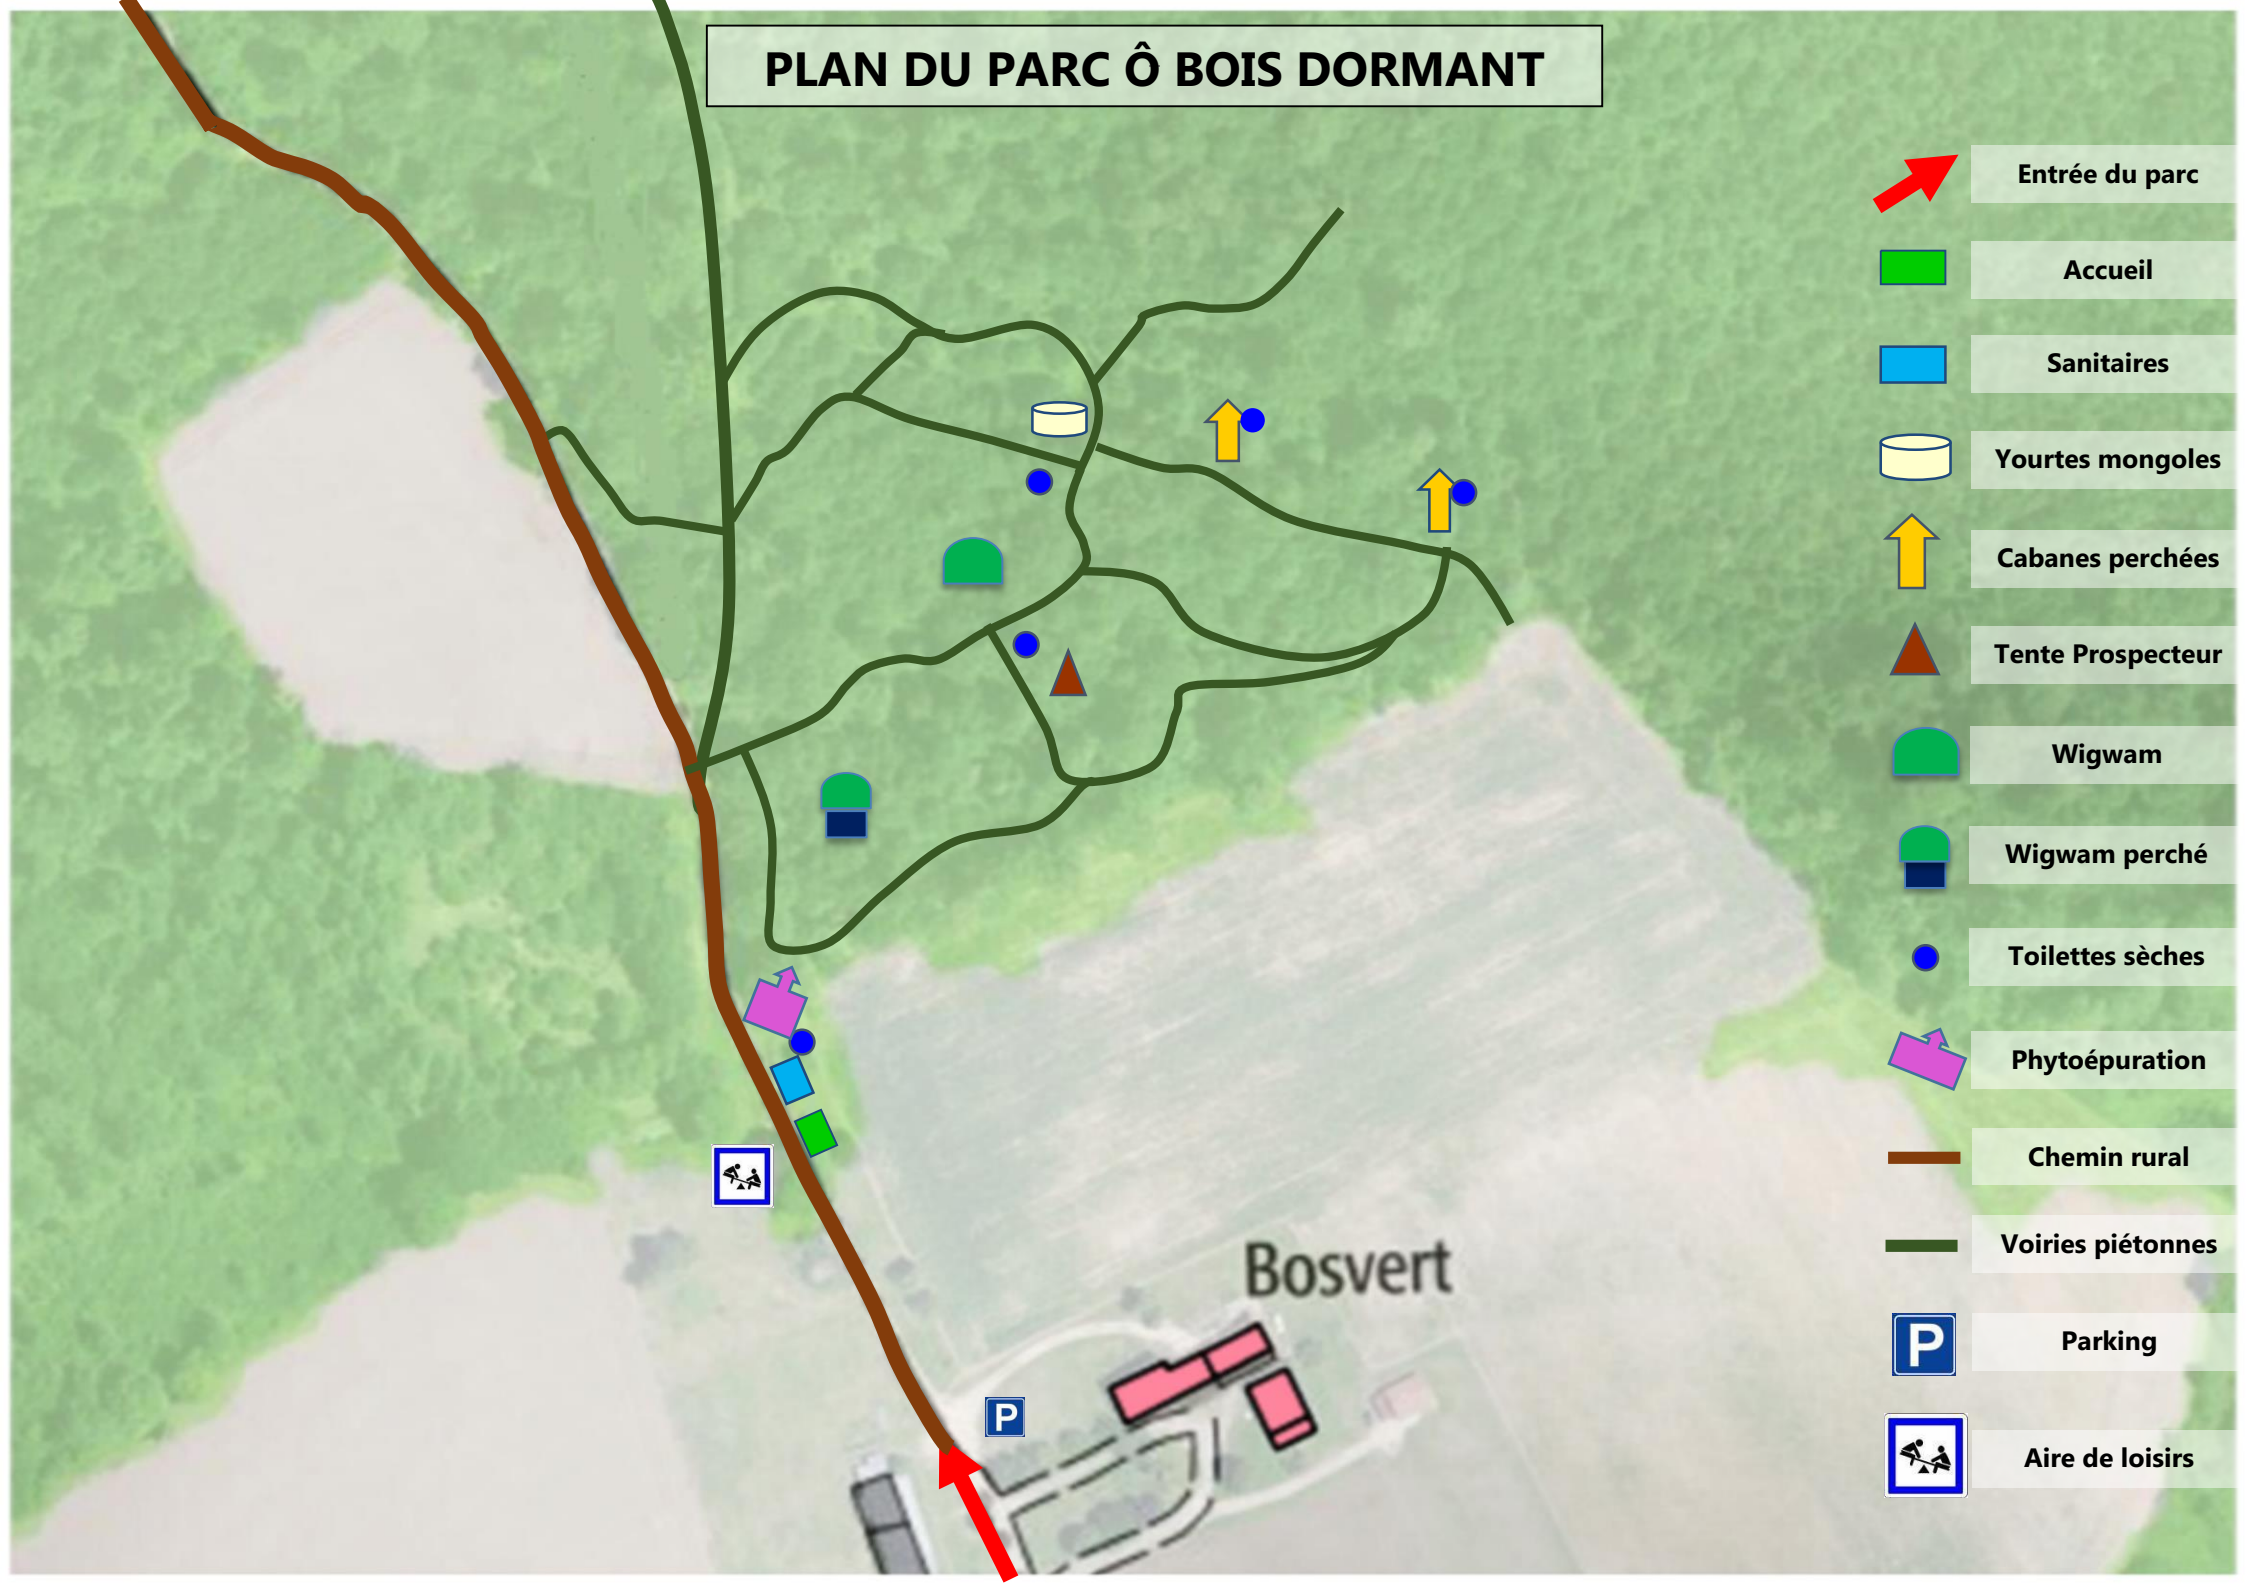 PLAN DU PARC Ô BOIS DORMANT
Entrée du parc
Accueil
Sanitaires
Yourtes mongoles
Cabanes perchées
Tente Prospecteur
Wigwam
Wigwam perché
Toilettes sèches
Phytoépuration
Chemin rural
Voiries piétonnes
P
Parking
Aire de loisirs
Bosvert
P